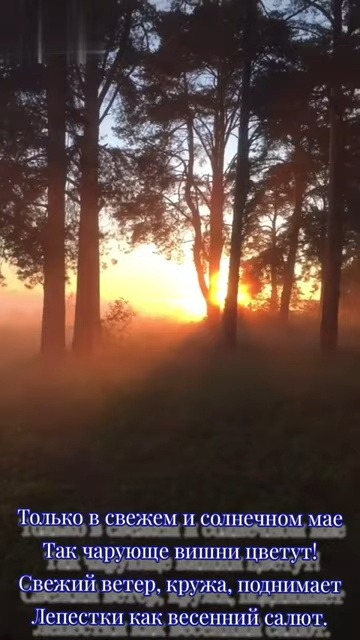 Только в свежем и солнечном мае
Так чарующе вишни цветут!
Свежий ветер, кружа, поднимает
Лепестки как весенний салют.